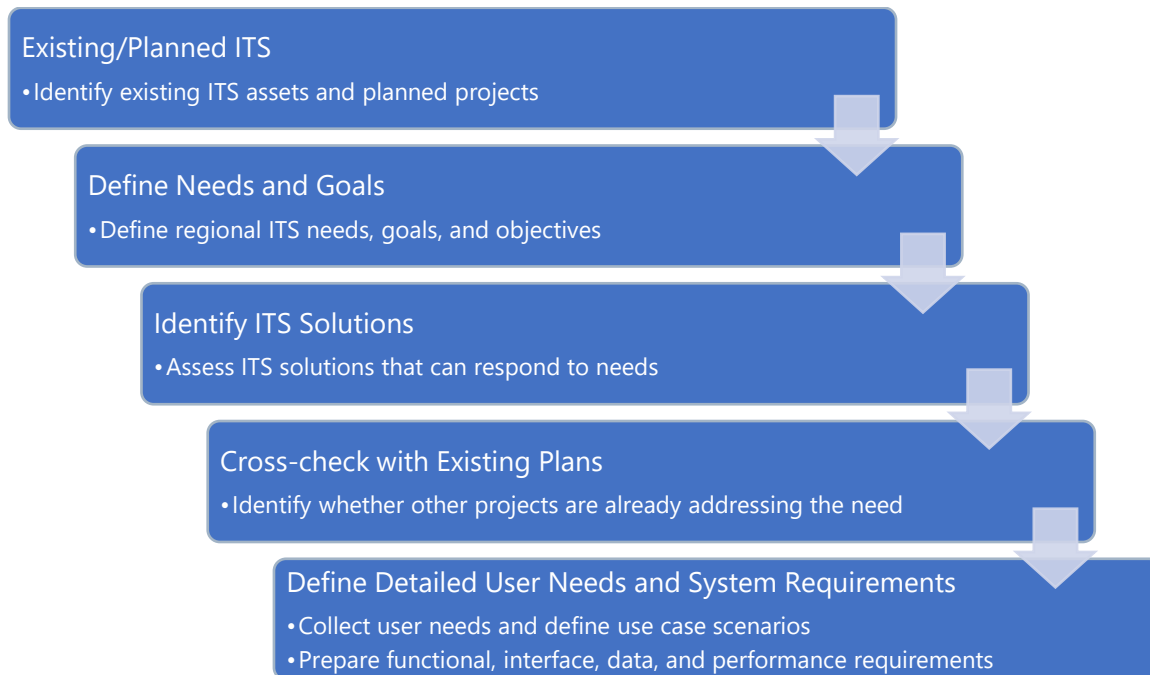 Existing/Planned ITS
•Identify existing ITS assets and planned projects
Define Needs and Goals
•Define regional ITS needs, goals, and objectives
Identify ITS Solutions
•Assess ITS solutions that can respond to needs
Cross-check with Existing Plans
•Identify whether other projects are already addressing the need
Define Detailed User Needs and System Requirements
•Collect user needs and define use case scenarios
•Prepare functional, interface, data, and performance requirements